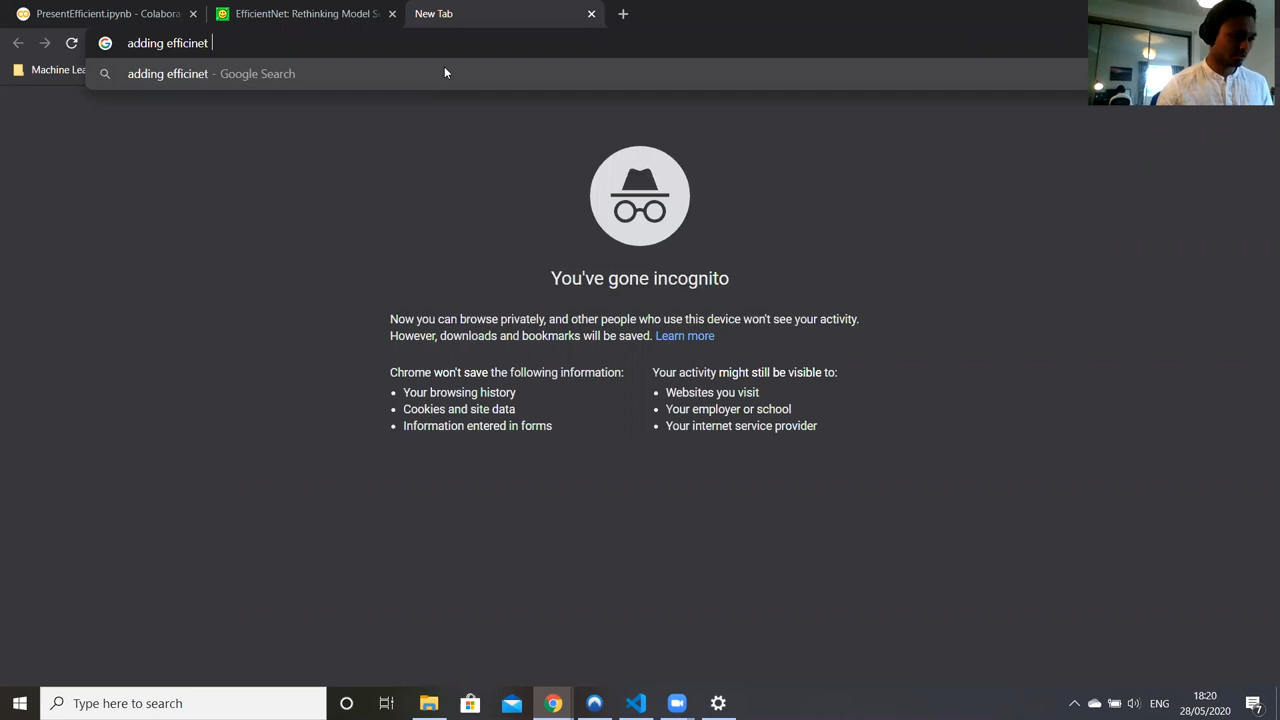 PresentEfficient.ipynb - Colabora
EfficientNet: Rethinking Model S
New Tab
adding efficinet
Machine Lea
adding efficinet - Google Search
You've gone incognito
Now you can browse privately, and other people who use this device won't see your activity.
However, downloads and bookmarks will be saved. Learn more
Chrome won't save the following information:
Your browsing history
Cookies and site data
Information entered in forms
Your activity might still be visible to:
Websites you visit
Your employer or school
Your internet service provider
Type here to search
ENG
18:20
28/05/2020
7